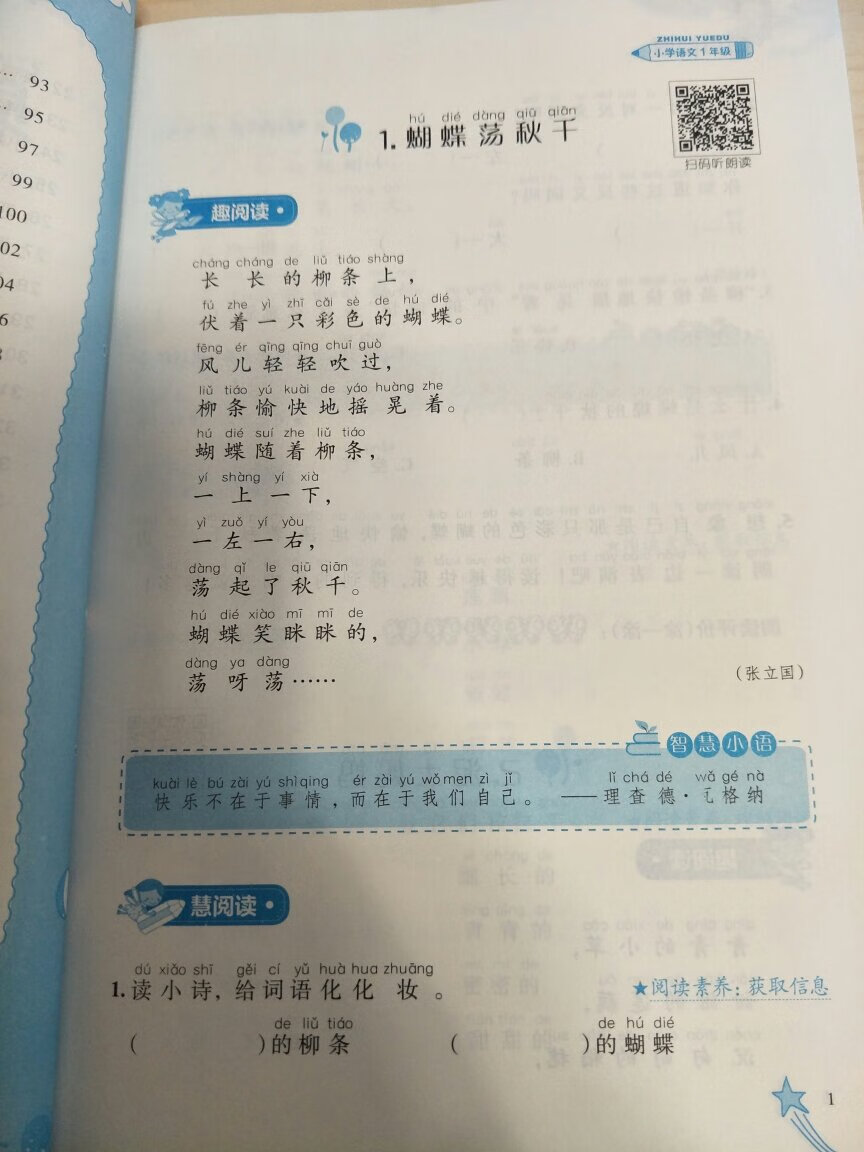 93
95
97
99
100
02
04
6
ZHIHUI YUEDU
小学语文1年级
hú dié dàng qiū qiān
1.蝴蝶荡秋千
扫码听朗读
趣阅读
cháng cháng de liǔ tiáo shàng
长长的柳条上，
fú zhe yì zhī cǎi sè de hú dié
伏着一只彩色的蝴蝶。
fēng ér qīng qīng chuī guò
风儿轻轻吹过，
liǔ tiáo yú kuài de yáo huàng zhe
柳条愉快地摇晃着。
hú dié suí zhe liǔ tiáo
蝴蝶随着柳条，
yí shàng yí xià
一上一下，
yì zuǒ yí yòu
一左一右，
dàng qǐ le qiū qiān
荡起了秋千。
hú dié xiào mī mī de
蝴蝶笑眯眯的，
dàng ya dàng
荡呀荡……
（张立国）
智慧小语
kuài lè bú zài yú shì qing ér zài yú wǒ men zì jǐ lǐ chá dé wǎ gé nà
快乐不在于事情，而在于我们自己。——理查德·瓦格纳
慧阅读
dú xiǎo shī gěi cí yǔ huà hua zhuāng
1.读小诗，给词语化化妆。 ★阅读素养：获取信息
de liǔ tiáo de hú dié
（ ）的柳条 （ ）的蝴蝶
1